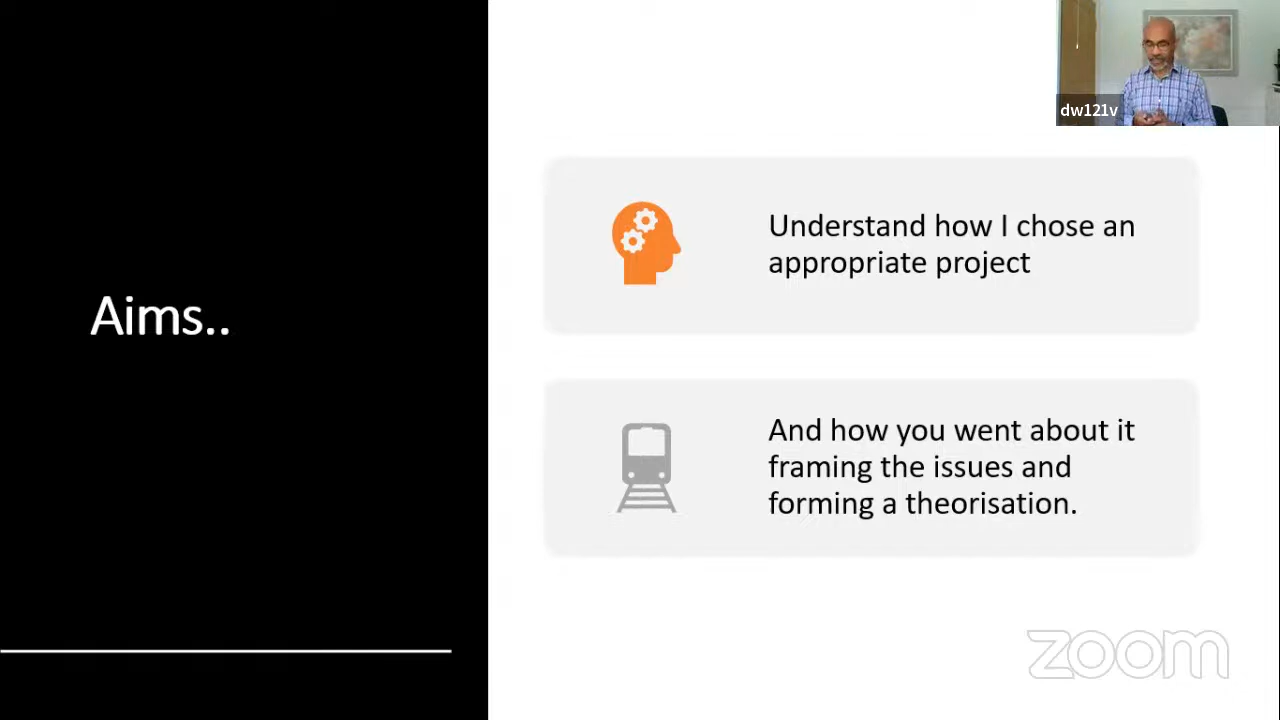 dw121v
Aims..
Understand how I chose an
appropriate project
And how you went about it
framing the issues and
forming a theorisation.
zoom